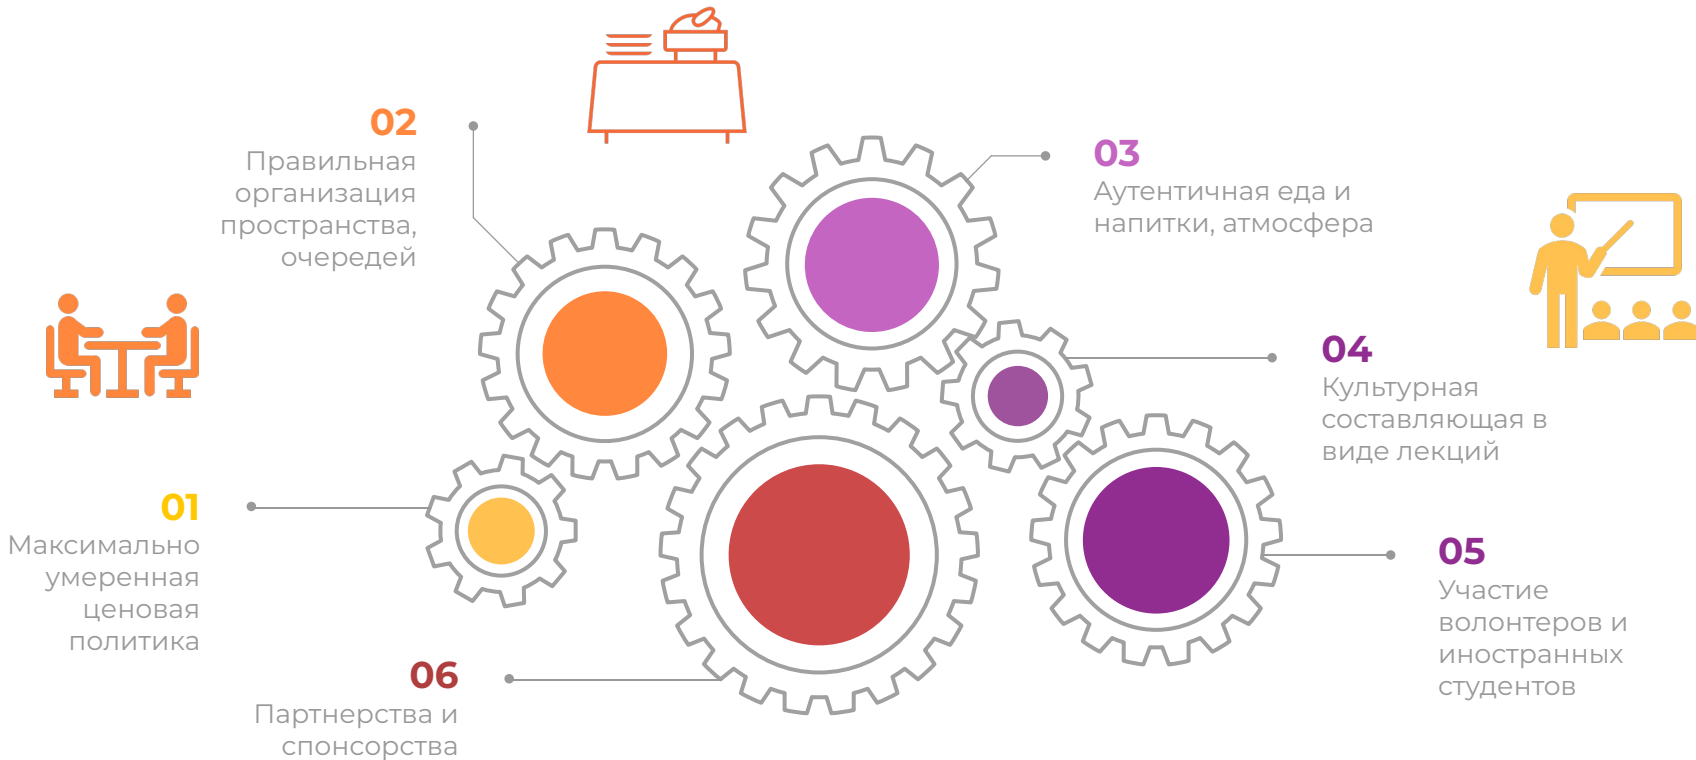 01
Максимально
умеренная
ценовая
политика
02
Правильная
организация
пространства,
очередей
03
Аутентичная еда и
напитки, атмосфера
04
Культурная
составляющая в
виде лекций
05
Участие
волонтеров и
иностранных
студентов
06
Партнерства и
спонсорства